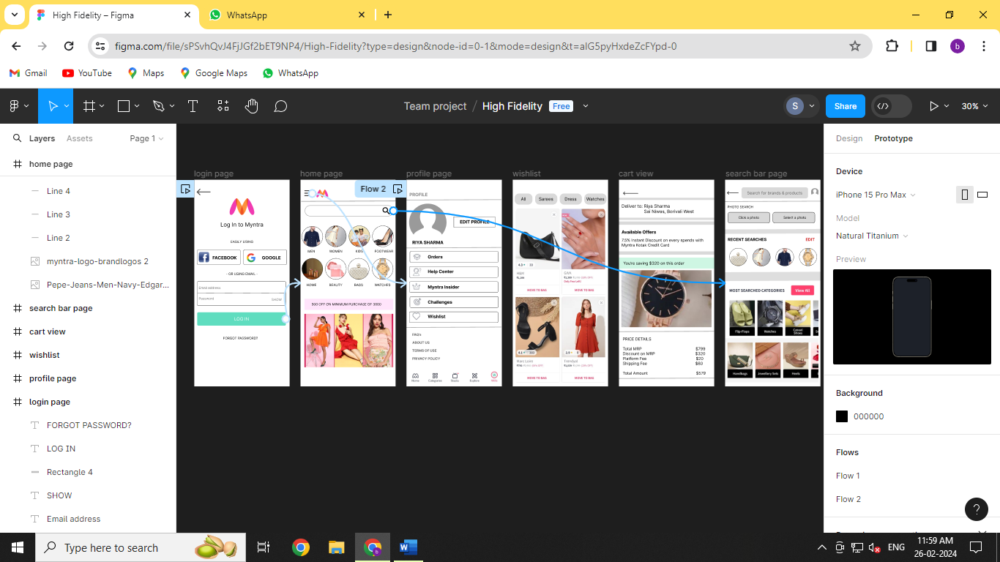 High Fidelity – Figma
WhatsApp
figma.com/file/sPSvhQvJ4FjJGf2bET9NP4/High-Fidelity?type=design&node-id=0-1&mode=design&t=alG5pyHxdeZcFYpd-0
b
Gmail
YouTube
Maps
Google Maps
WhatsApp
Team project / High Fidelity Free
S
Share
30%
Layers
Assets
Page 1
home page
Line 4
Line 3
Line 2
myntra-logo-brandlogos 2
Pepe-Jeans-Men-Navy-Edgar...
search bar page
cart view
wishlist
profile page
login page
FORGOT PASSWORD?
LOG IN
Rectangle 4
SHOW
Email address
login page
Log In to Myntra
EASILY USING
FACEBOOK
GOOGLE
- OR USING EMAIL -
Email address
Password
SHOW
LOG IN
FORGOT PASSWORD?
home page
Flow 2
MEN
WOMEN
KIDS
FOOTWEAR
HOME
BEAUTY
BAGS
WATCHES
300 OFF ON MINIMUM PURCHASE OF 3000
profile page
PROFILE
EDIT PROFILE
RIYA SHARMA
Orders
Help Center
Myntra Insider
Challenges
Wishlist
FAQs
ABOUT US
TERMS OF USE
PRIVACY POLICY
Home
Categories
Studio
Explore
wishlist
All
Sarees
Dress
Watches
H&M
GIVA
MOVE TO BAG
MOVE TO BAG
Marc Loire
Trendyol
MOVE TO BAG
MOVE TO BAG
cart view
Deliver to: Riya Sharma
Sai Niwas, Borivali West
Available Offers
7.5% Instant Discount on every spends with
Myntra Kotak Credit Card
You're saving $320 on this order
PRICE DETAILS
Total MRP $799
Discount on MRP $320
Platform Fee $20
Shipping Fee $80
Total Amount $579
search bar page
Search for brands & products
PHOTO SEARCH
Click a photo
Select a photo
RECENT SEARCHES
EDIT
MOST SEARCHED CATEGORIES
View All
Flip-Flops
Watches
Casual
Shoes
HandBags
Jewellery Sets
Heels
Design
Prototype
Device
iPhone 15 Pro Max
Model
Natural Titanium
Preview
Background
000000
Flows
Flow 1
Flow 2
?
Type here to search
ENG
11:59 AM
26-02-2024